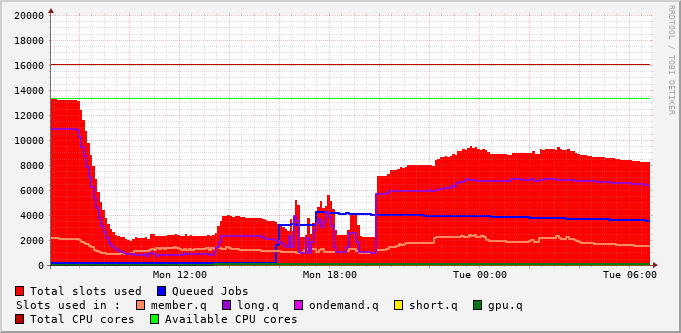 20000
18000
16000
14000
12000
10000
8000
6000
4000
2000
0
Mon 12:00 Mon 18:00 Tue 00:00 Tue 06:00
RRDTOOL / TOBI OETIKER
Total slots used Queued Jobs
Slots used in : member.q long.q ondemand.q short.q gpu.q
Total CPU cores Available CPU cores